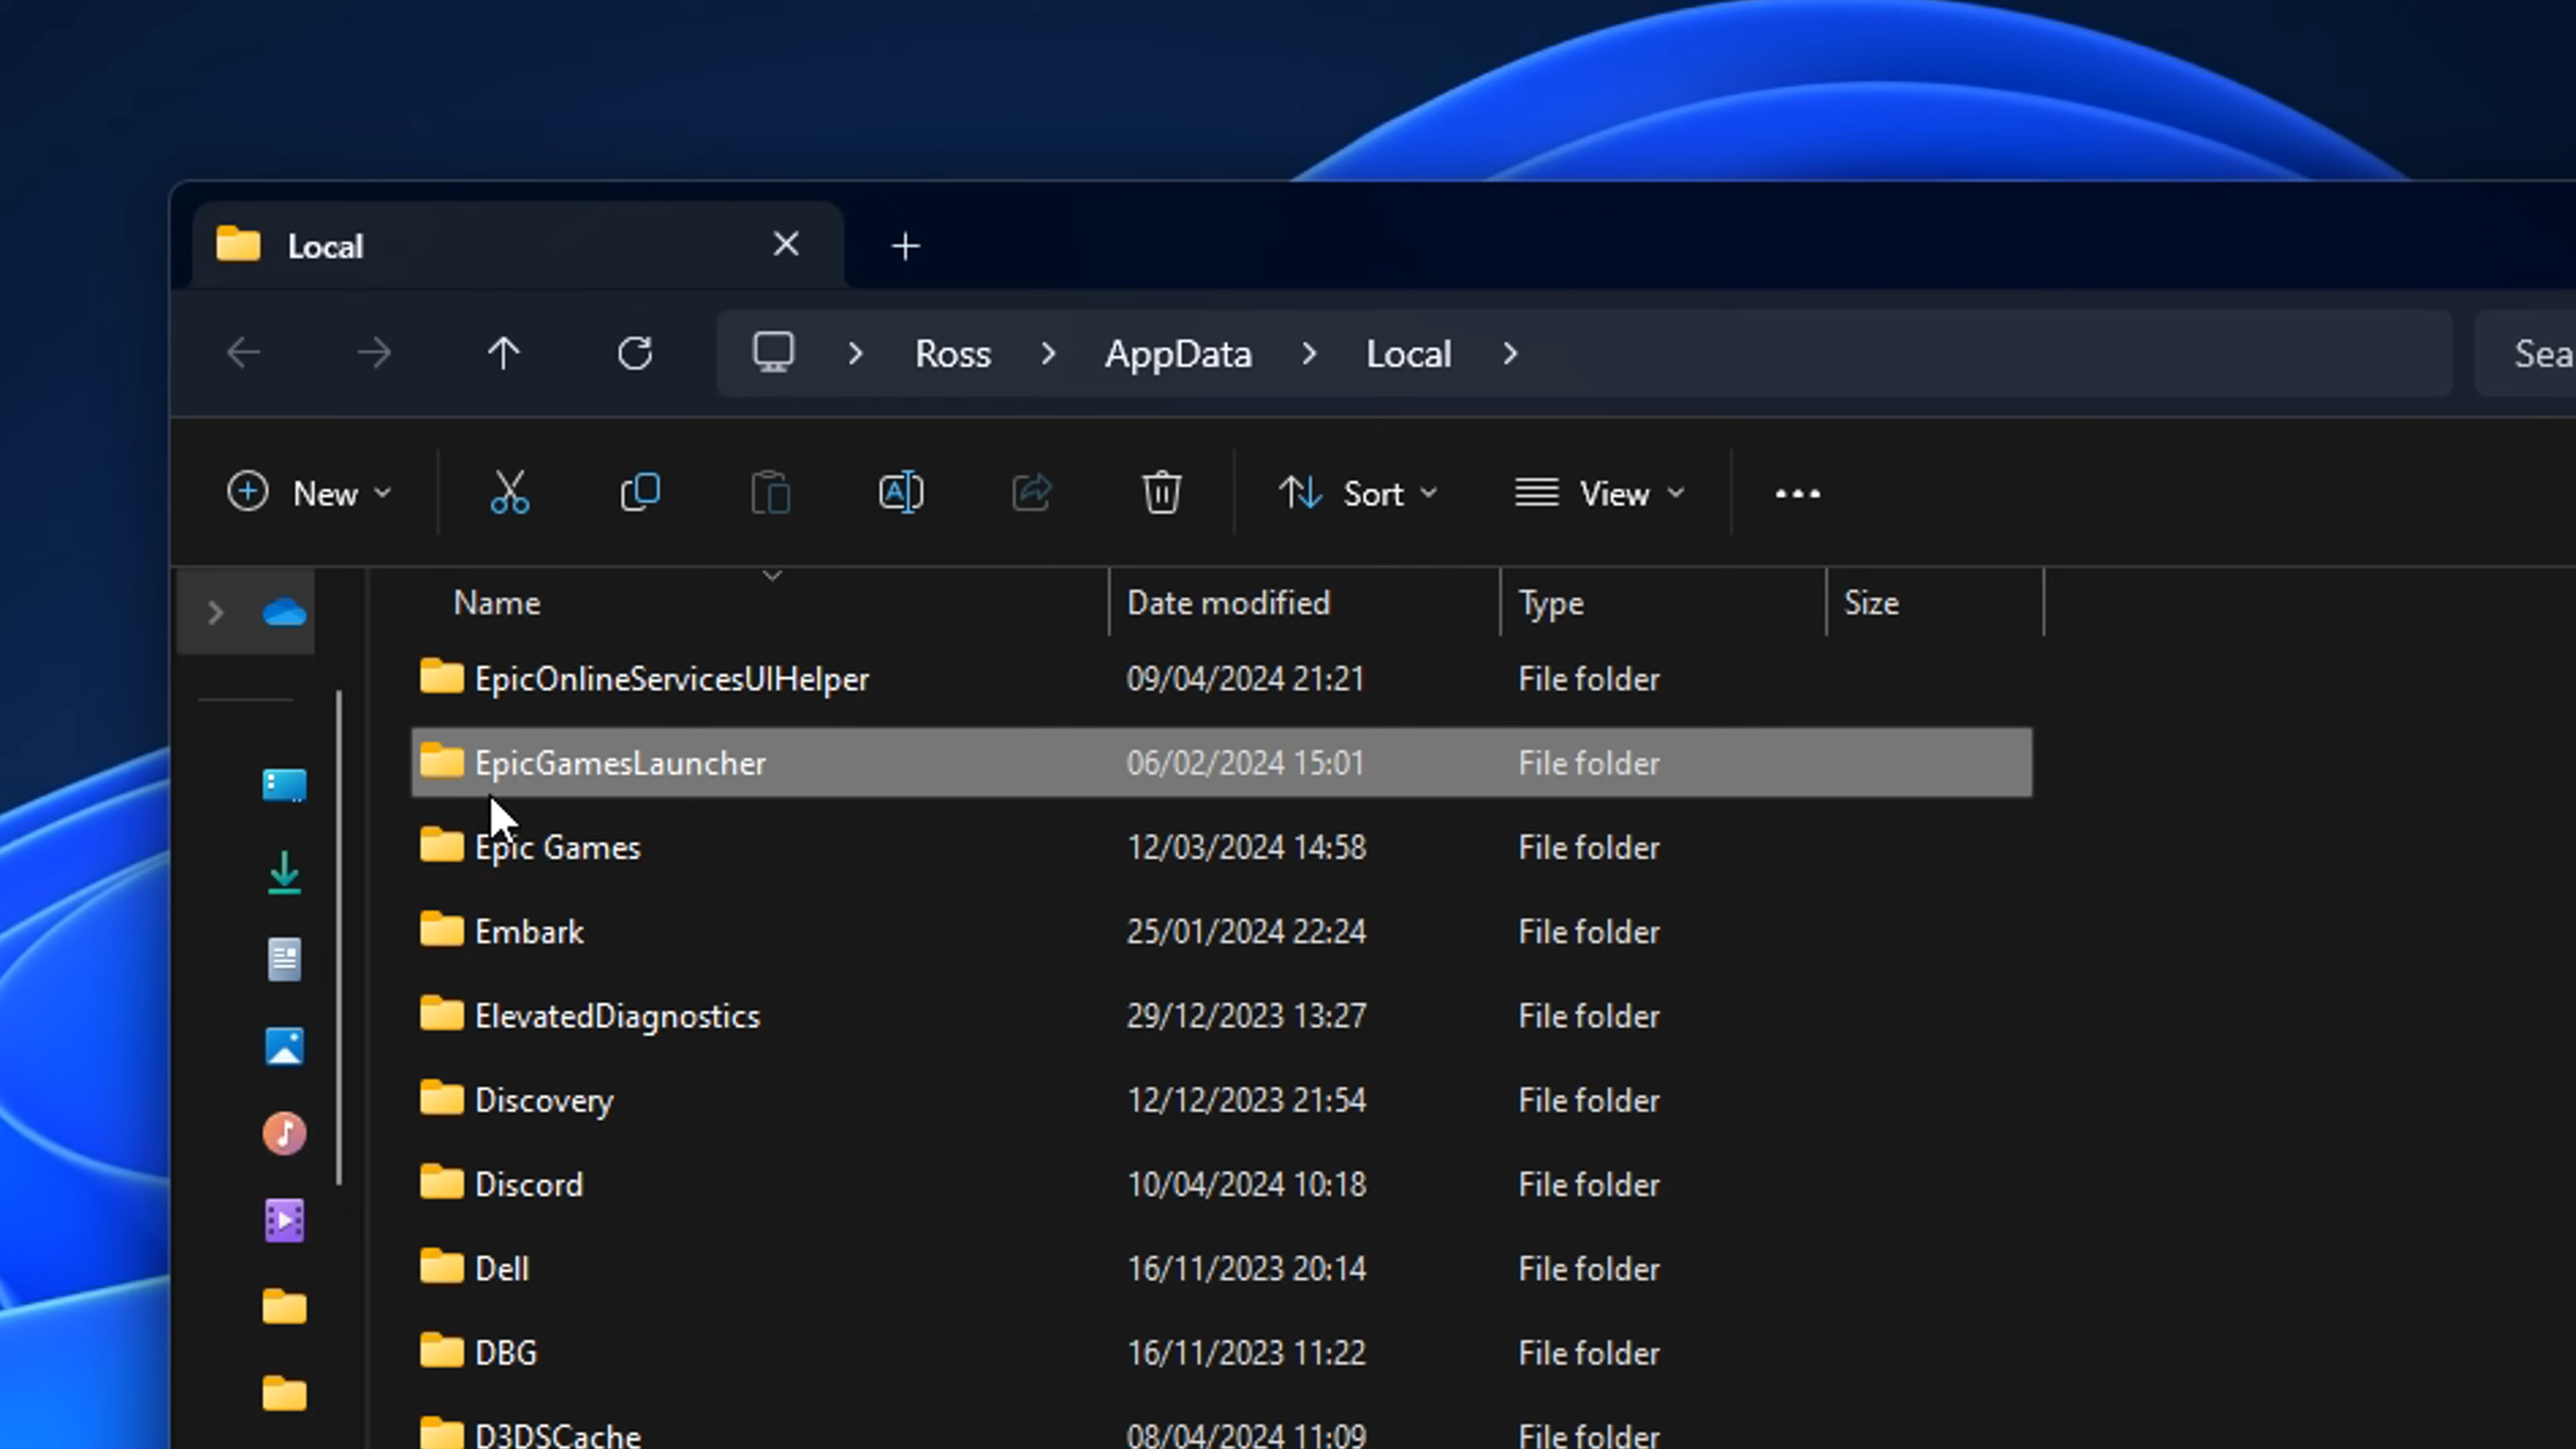 Local
Ross AppData Local Sea
New Sort View
Name Date modified Type Size
EpicOnlineServicesUIHelper 09/04/2024 21:21 File folder
EpicGamesLauncher 06/02/2024 15:01 File folder
Epic Games 12/03/2024 14:58 File folder
Embark 25/01/2024 22:24 File folder
ElevatedDiagnostics 29/12/2023 13:27 File folder
Discovery 12/12/2023 21:54 File folder
Discord 10/04/2024 10:18 File folder
Dell 16/11/2023 20:14 File folder
DBG 16/11/2023 11:22 File folder
D3DSCache 08/04/2024 11:09 File folder